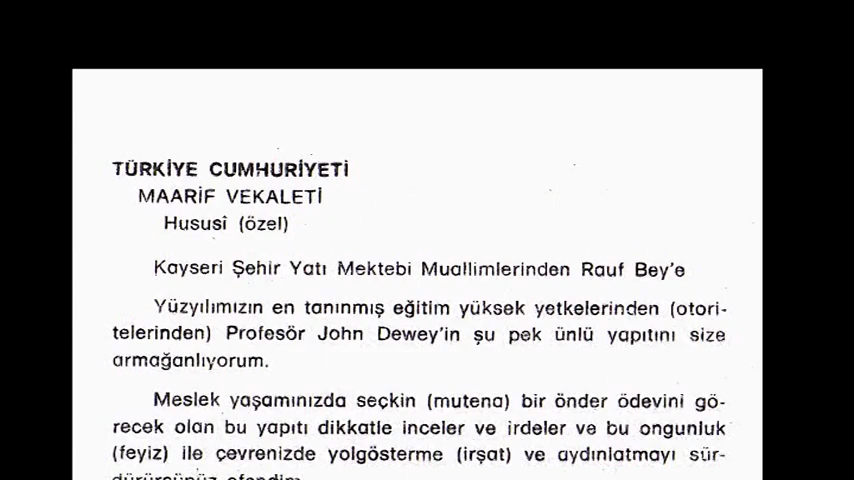 TÜRKİYE CUMHURİYETİ
MAARİF VEKALETİ
Hususî (özel)
Kayseri Şehir Yatı Mektebi Muallimlerinden Rauf Bey'e
Yüzyılımızın en tanınmış eğitim yüksek yetkelerinden (otori-
telerinden) Profesör John Dewey'in şu pek ünlü yapıtını size
armağanlıyorum.
Meslek yaşamınızda seçkin (mutena) bir önder ödevini gö-
recek olan bu yapıtı dikkatle inceler ve irdeler ve bu ongunluk
(feyiz) ile çevrenizde yolgösterme (irşat) ve aydınlatmayı sür-
dürürsünüz efendim.